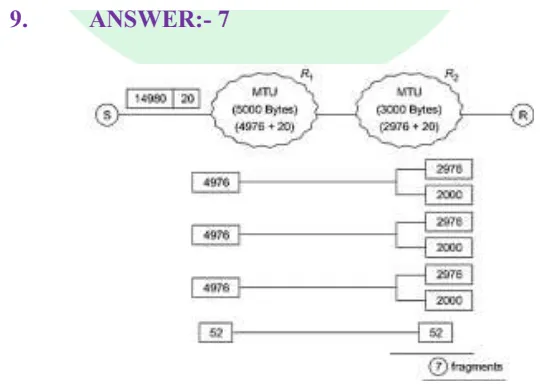 9. ANSWER:- 7
R1 R2
14980 20
MTU MTU
(5000 Bytes) (3000 Bytes)
S R
(4976 + 20) (2976 + 20)
2976
4976
2000
2976
4976
2000
2976
4976
2000
52 52
7 fragments